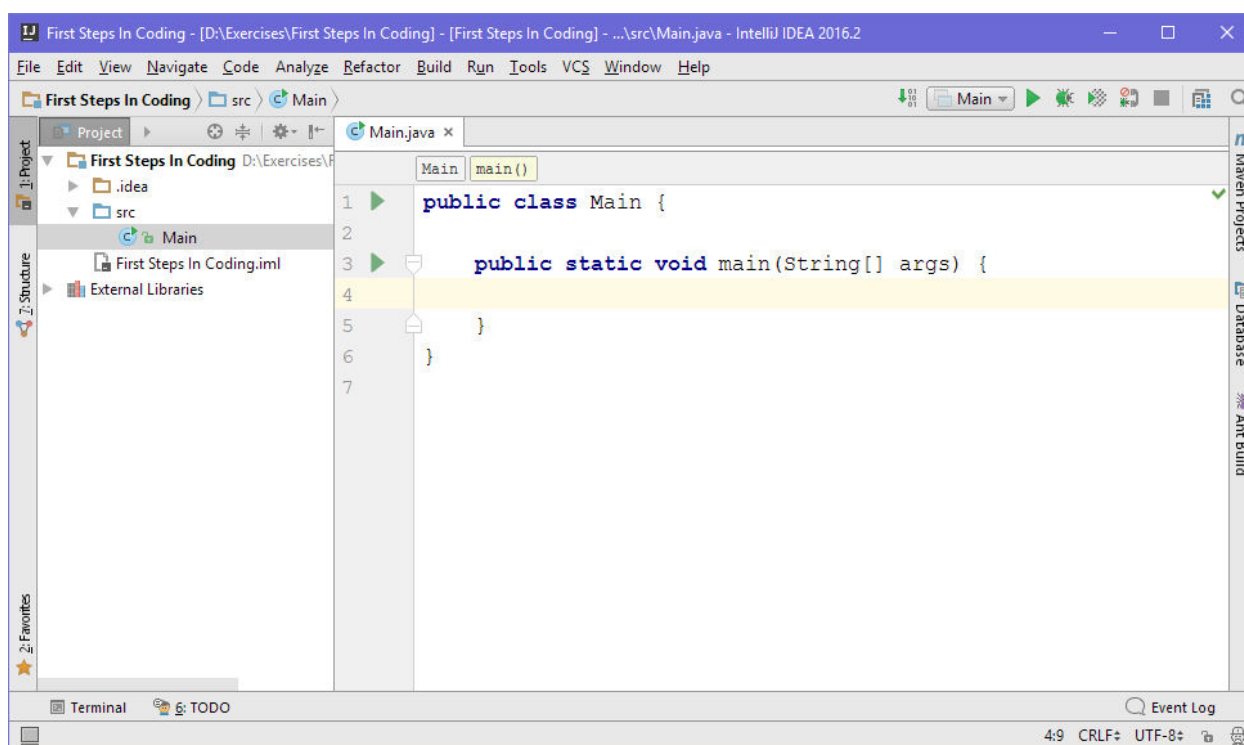 First Steps In Coding - [D:\Exercises\First Steps In Coding] - [First Steps In Coding] - ...\src\Main.java - IntelliJ IDEA 2016.2
File Edit View Navigate Code Analyze Refactor Build Run Tools VCS Window Help
First Steps In Coding src Main
Main
Project
Main.java
1: Project
7: Structure
2: Favorites
First Steps In Coding D:\Exercises\F
.idea
src
Main
First Steps In Coding.iml
External Libraries
Main main()
1 public class Main {
2
3 public static void main(String[] args) {
4
5 }
6 }
7
Maven Projects
Database
Ant Build
Terminal 6: TODO
Event Log
4:9 CRLF UTF-8